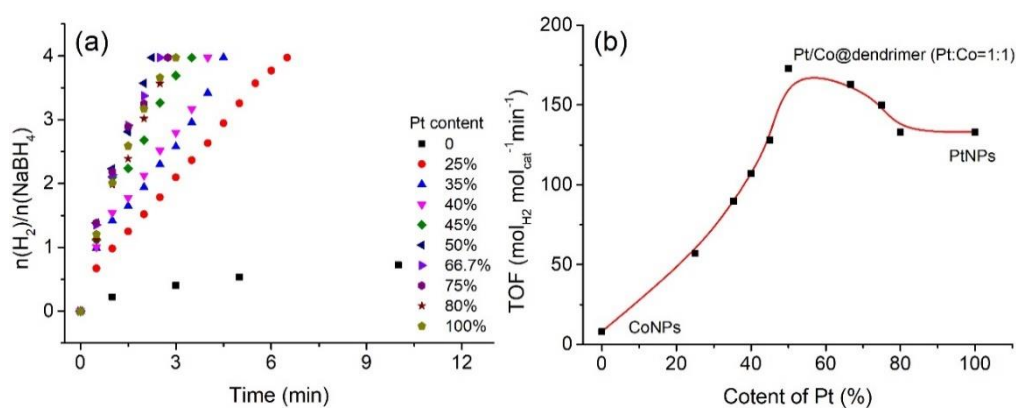 (a)
n(H2)/n(NaBH4)
4
3
2
1
0
0 3 6 9 12
Time (min)
Pt content
0
25%
35%
40%
45%
50%
66.7%
75%
80%
100%
(b)
TOF (molH2 molcat-1min-1)
200
150
100
50
0
0 20 40 60 80 100
Cotent of Pt (%)
Pt/Co@dendrimer (Pt:Co=1:1)
PtNPs
CoNPs